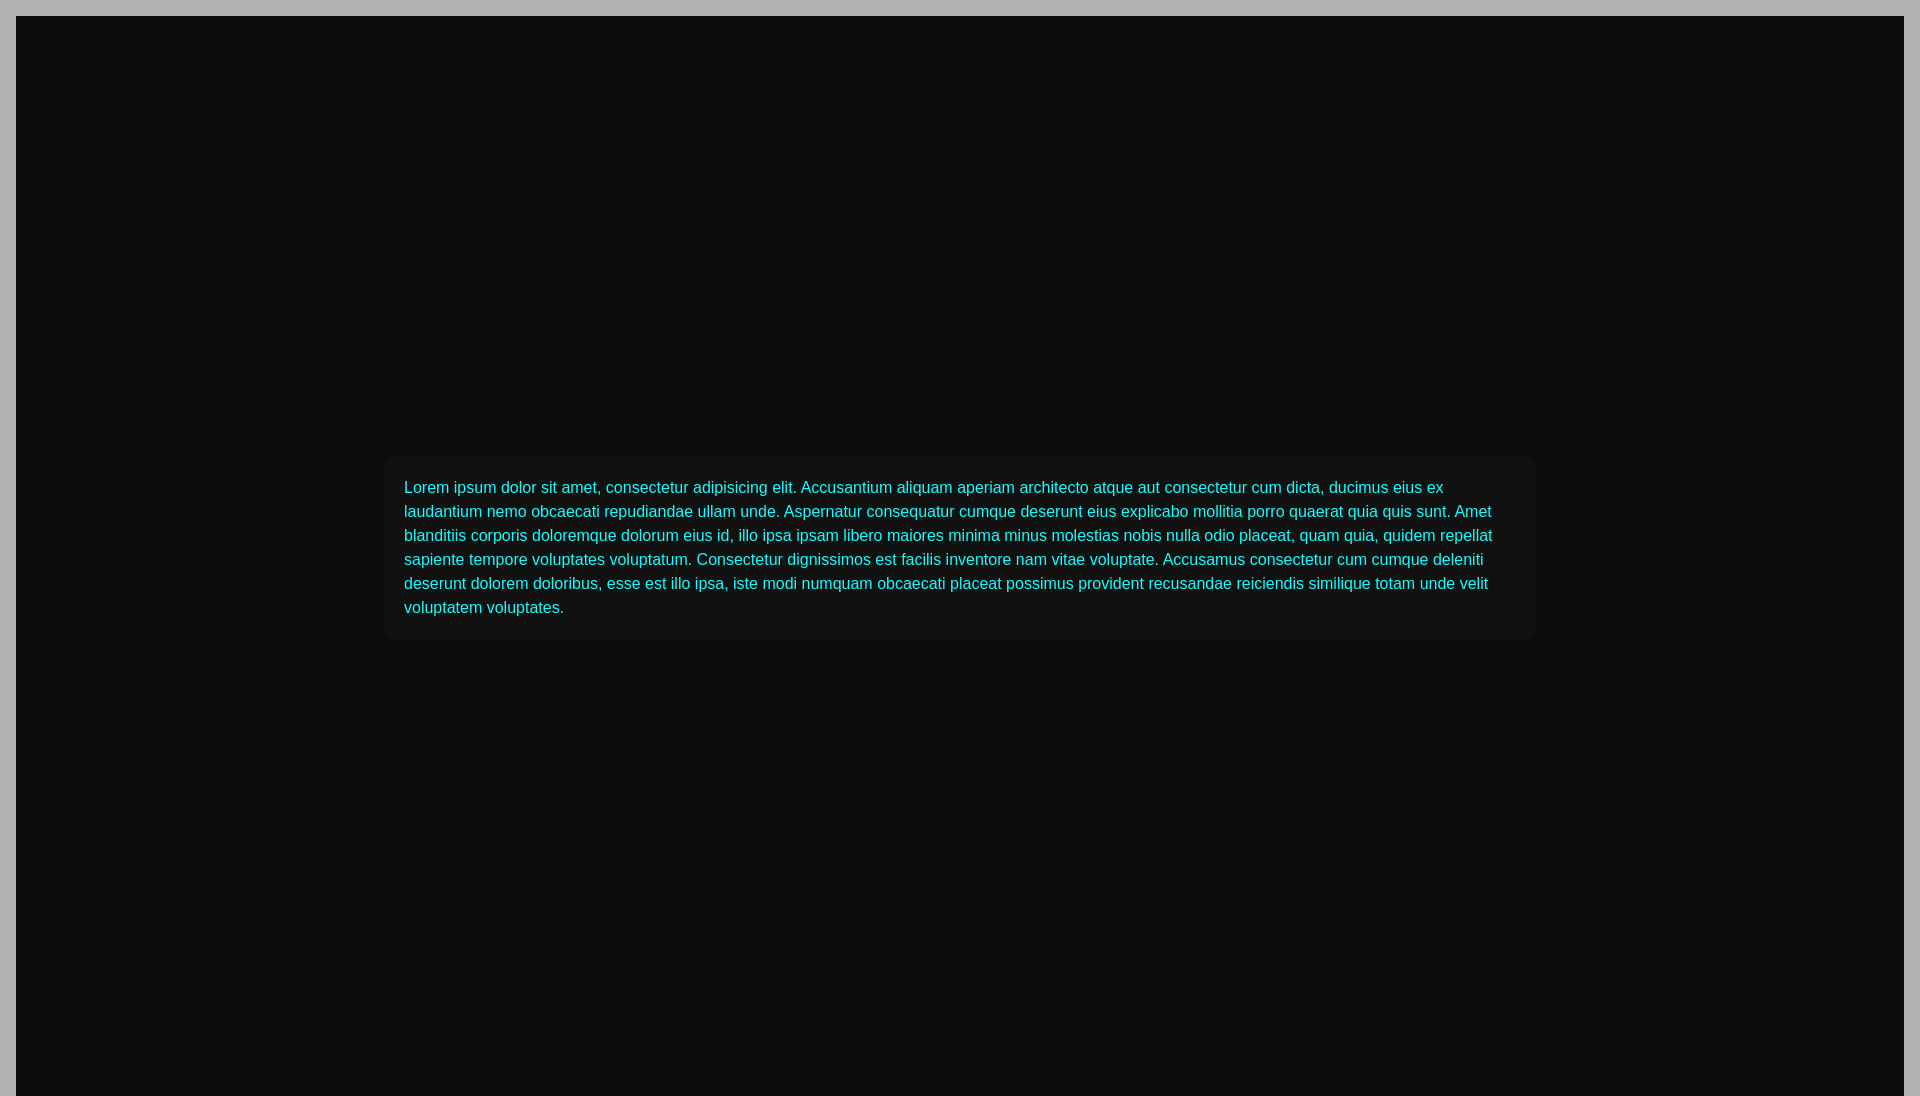 Lorem ipsum dolor sit amet, consectetur adipisicing elit. Accusantium aliquam aperiam architecto atque aut consectetur cum dicta, ducimus eius ex
laudantium nemo obcaecati repudiandae ullam unde. Aspernatur consequatur cumque deserunt eius explicabo mollitia porro quaerat quia quis sunt. Amet
blanditiis corporis doloremque dolorum eius id, illo ipsa ipsam libero maiores minima minus molestias nobis nulla odio placeat, quam quia, quidem repellat
sapiente tempore voluptates voluptatum. Consectetur dignissimos est facilis inventore nam vitae voluptate. Accusamus consectetur cum cumque deleniti
deserunt dolorem doloribus, esse est illo ipsa, iste modi numquam obcaecati placeat possimus provident recusandae reiciendis similique totam unde velit
voluptatem voluptates.